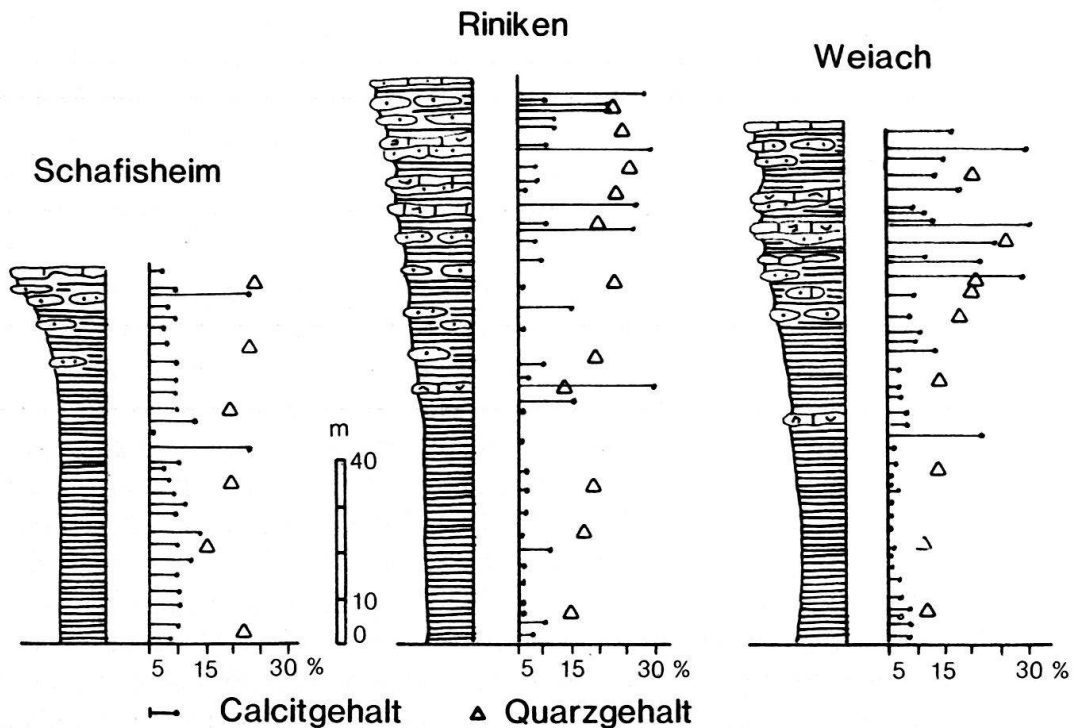 Riniken
Weiach
Schafisheim
m
40
10
0
5 15 30 %
5 15 30 %
5 15 30 %
Calcitgehalt Quarzgehalt